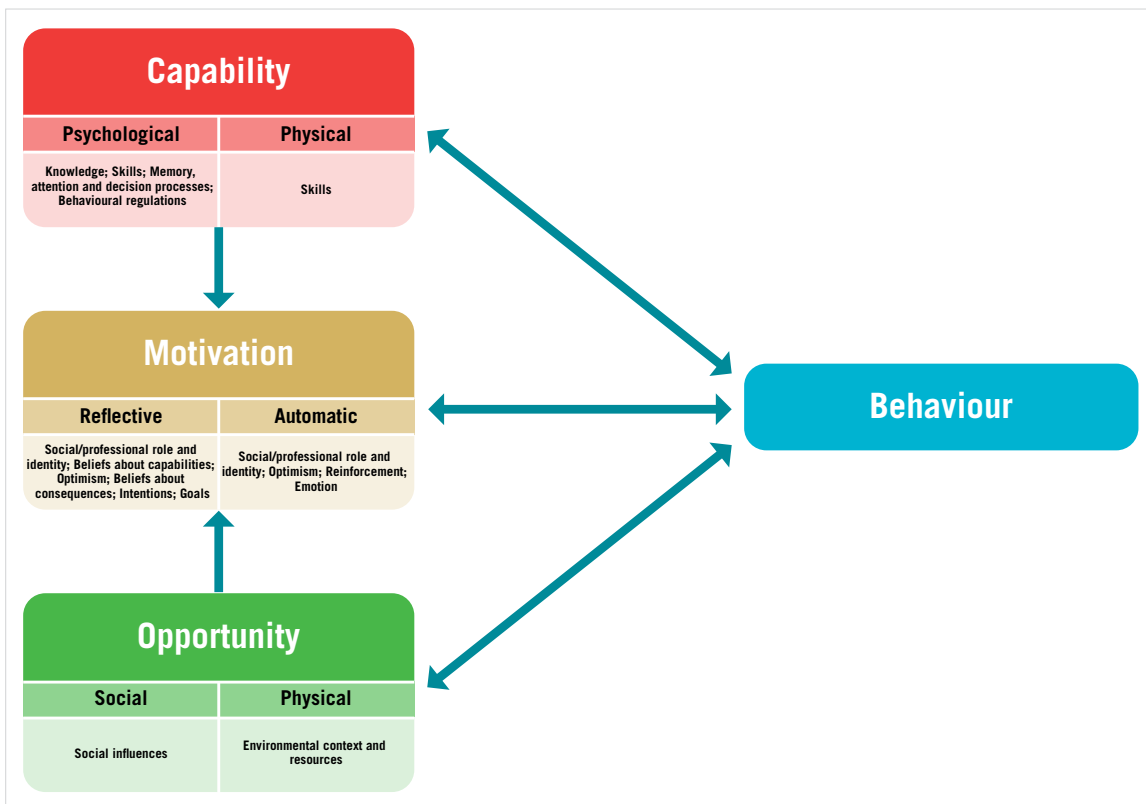 Capability
Psychological
Physical
Knowledge; Skills; Memory,
attention and decision processes;
Behavioural regulations
Skills
Motivation
Reflective
Automatic
Social/professional role and
identity; Beliefs about capabilities;
Optimism; Beliefs about
consequences; Intentions; Goals
Social/professional role and
identity; Optimism; Reinforcement;
Emotion
Behaviour
Opportunity
Social
Physical
Social influences
Environmental context and
resources